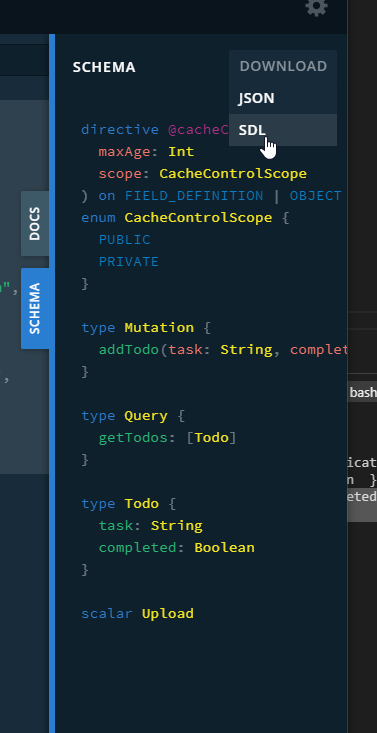 SCHEMA
DOWNLOAD
JSON
SDL
directive @cacheC
maxAge: Int
scope: CacheControlScope
) on FIELD_DEFINITION | OBJECT
enum CacheControlScope {
PUBLIC
PRIVATE
}
type Mutation {
addTodo(task: String, complet
}
type Query {
getTodos: [Todo]
}
type Todo {
task: String
completed: Boolean
}
scalar Upload
DOCS
SCHEMA
",
,
bash
icat
n }
eted